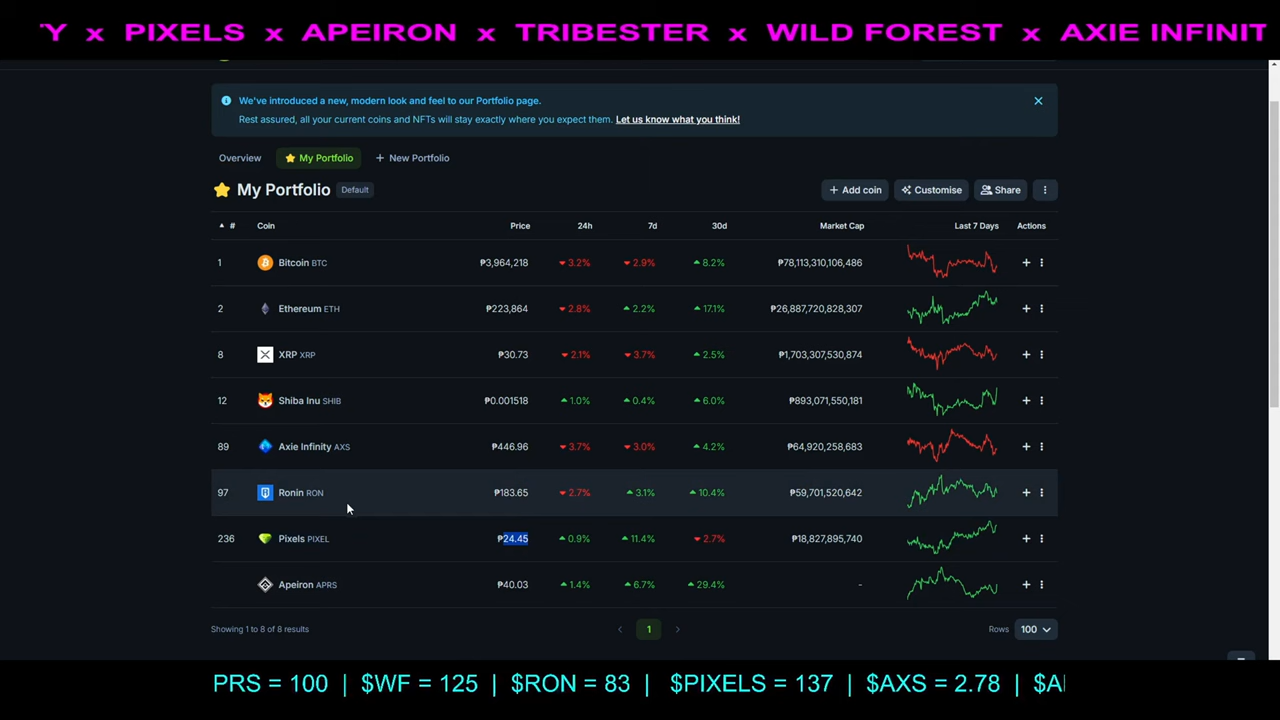 Y x PIXELS x APEIRON x TRIBESTER x WILD FOREST x AXIE INFINIT
We've introduced a new, modern look and feel to our Portfolio page.
Rest assured, all your current coins and NFTs will stay exactly where you expect them. Let us know what you think!
Overview My Portfolio + New Portfolio
My Portfolio Default + Add coin Customise Share
# Coin Price 24h 7d 30d Market Cap Last 7 Days Actions
1 Bitcoin BTC ₱3,964,218 3.2% 2.9% 8.2% ₱78,113,310,106,486
2 Ethereum ETH ₱223,864 2.8% 2.2% 17.1% ₱26,887,720,828,307
8 XRP XRP ₱30.73 2.1% 3.7% 2.5% ₱1,703,307,530,874
12 Shiba Inu SHIB ₱0.001518 1.0% 0.4% 6.0% ₱893,071,550,181
89 Axie Infinity AXS ₱446.96 3.7% 3.0% 4.2% ₱64,920,258,683
97 Ronin RON ₱183.65 2.7% 3.1% 10.4% ₱59,701,520,642
236 Pixels PIXEL ₱24.45 0.9% 11.4% 2.7% ₱18,827,895,740
Apeiron APRS ₱40.03 1.4% 6.7% 29.4% -
Showing 1 to 8 of 8 results 1 Rows 100
PRS = 100 | $WF = 125 | $RON = 83 | $PIXELS = 137 | $AXS = 2.78 | $A